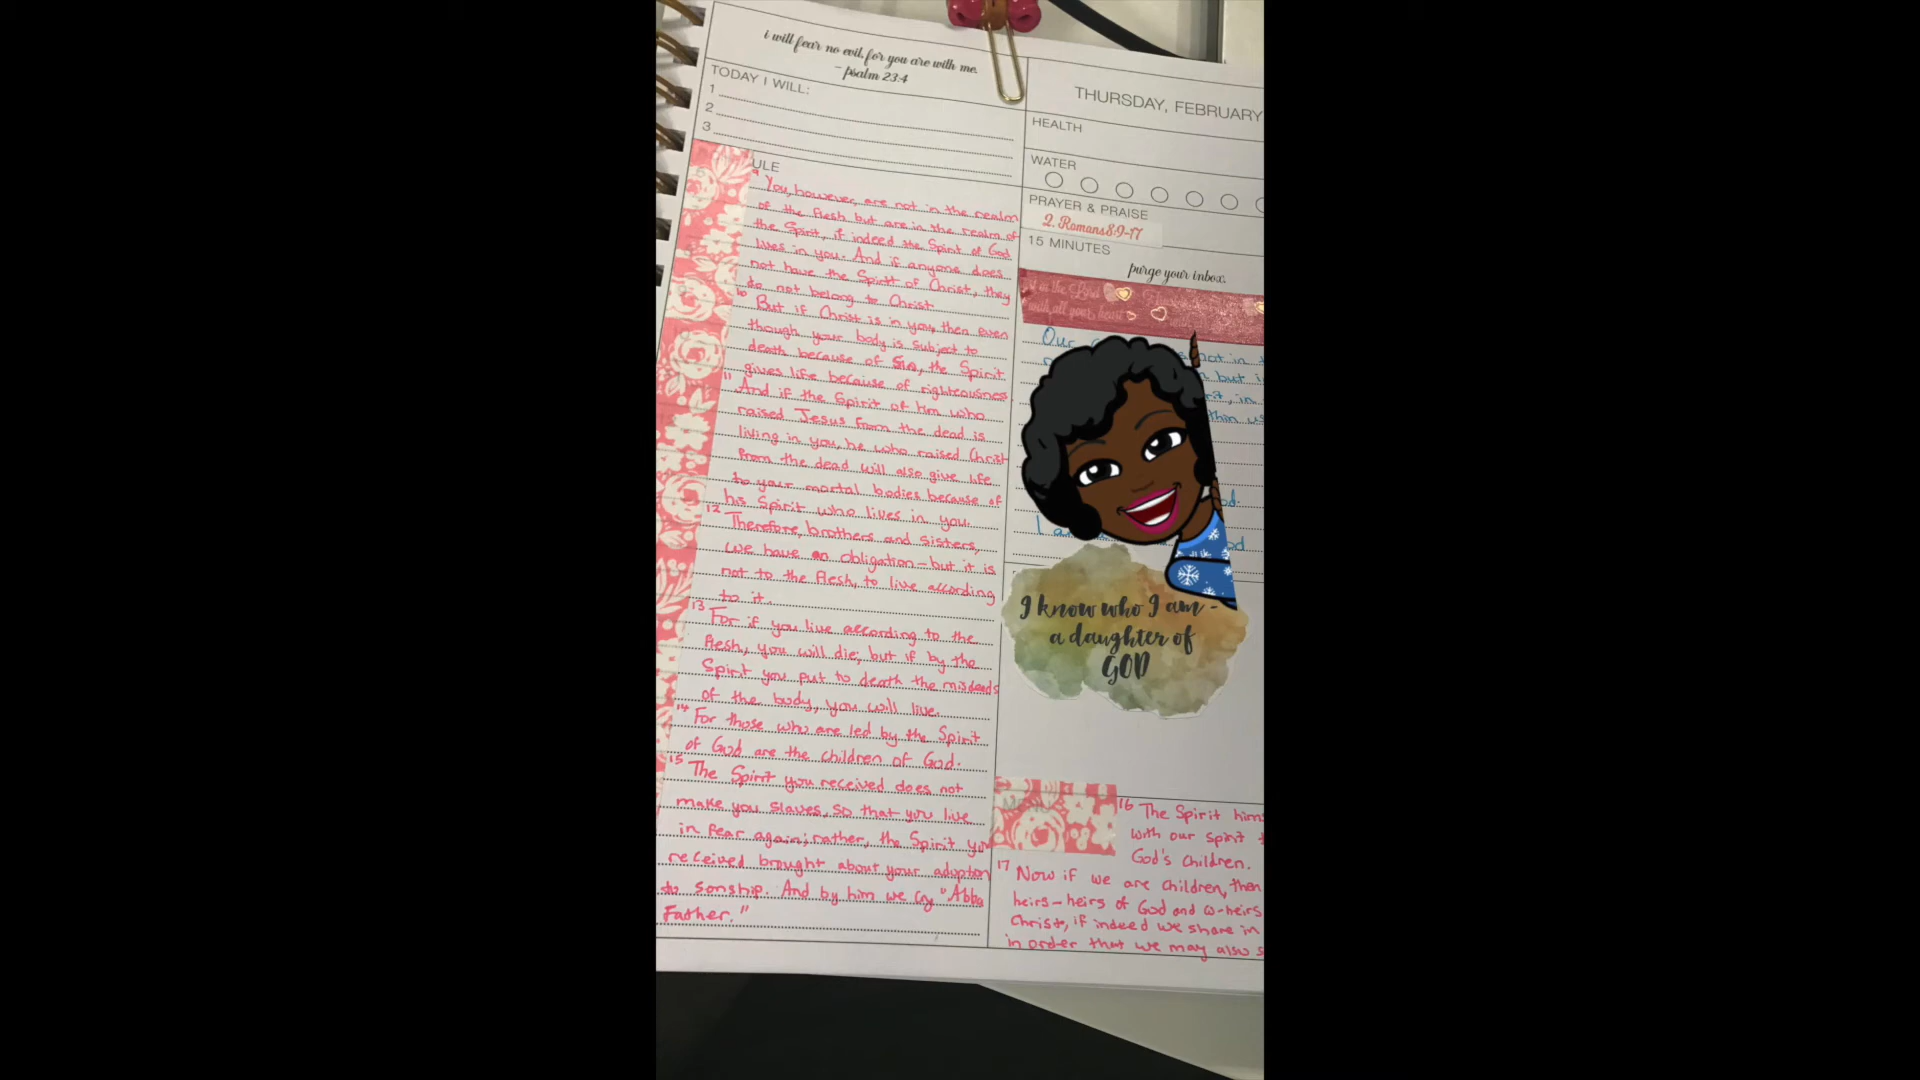 i will fear no evil, for you are with me.
- psalm 23:4
TODAY I WILL:
1
2
3
ULE
9 You, however, are not in the realm
of the flesh but are in the realm of
the Spirit, if indeed the Spirit of God
lives in you. And if anyone does
not have the Spirit of Christ, they
do not belong to Christ
10 But if Christ is in you, then even
though your body is subject to
death because of sin, the Spirit
gives life because of righteousness
11 And if the Spirit of him who
raised Jesus from the dead is
living in you, he who raised Christ
from the dead will also give life
to your mortal bodies because of
his Spirit who lives in you.
12 Therefore, brothers and sisters,
we have an obligation - but it is
not to the flesh, to live according
to it.
13 For if you live according to the
flesh, you will die; but if by the
Spirit you put to death the misdeeds
of the body, you will live.
14 For those who are led by the Spirit
of God are the children of God.
15 The Spirit you received does not
make you slaves, so that you live
in fear again; rather, the Spirit you
received brought about your adoption
to sonship. And by him we cry "Abba
Father."
THURSDAY, FEBRUARY
HEALTH
WATER
PRAYER & PRAISE
2. Romans 8:9-17
15 MINUTES
purge your inbox.
the Lord
with all your heart
Our not in
but
in
within us
I a
I know who I am -
a daughter of
GOD
16 The Spirit him
with our spirit
God's children.
17 Now if we are children, then
heirs - heirs of God and co-heirs
Christ, if indeed we share in
in order that we may also s